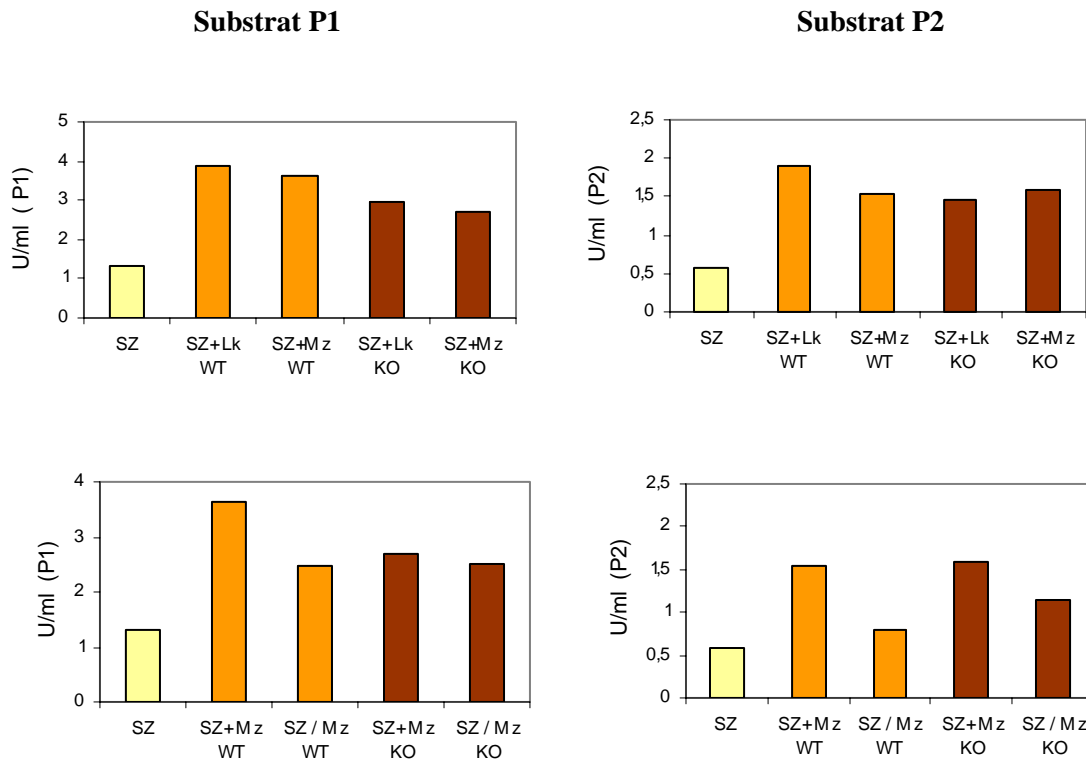 Substrat P1
Substrat P2
U/ml ( P1)
5
4
3
2
1
0
SZ
SZ+Lk
WT
SZ+Mz
WT
SZ+Lk
KO
SZ+Mz
KO
U/ml (P2)
2,5
2
1,5
1
0,5
0
SZ
SZ+Lk
WT
SZ+Mz
WT
SZ+Lk
KO
SZ+Mz
KO
U/ml (P1)
4
3
2
1
0
SZ
SZ+Mz
WT
SZ / Mz
WT
SZ+Mz
KO
SZ / Mz
KO
U/ml (P2)
2,5
2
1,5
1
0,5
0
SZ
SZ+Mz
WT
SZ / Mz
WT
SZ+Mz
KO
SZ / Mz
KO